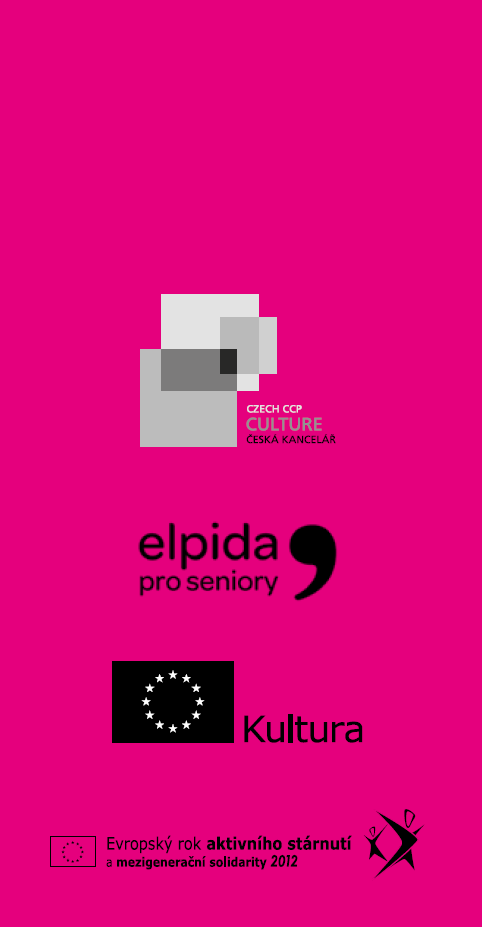 CZECH CCP
CULTURE
ČESKÁ KANCELÁŘ
elpida
pro seniory
Kultura
Evropský rok aktivního stárnutí
a mezigenerační solidarity 2012